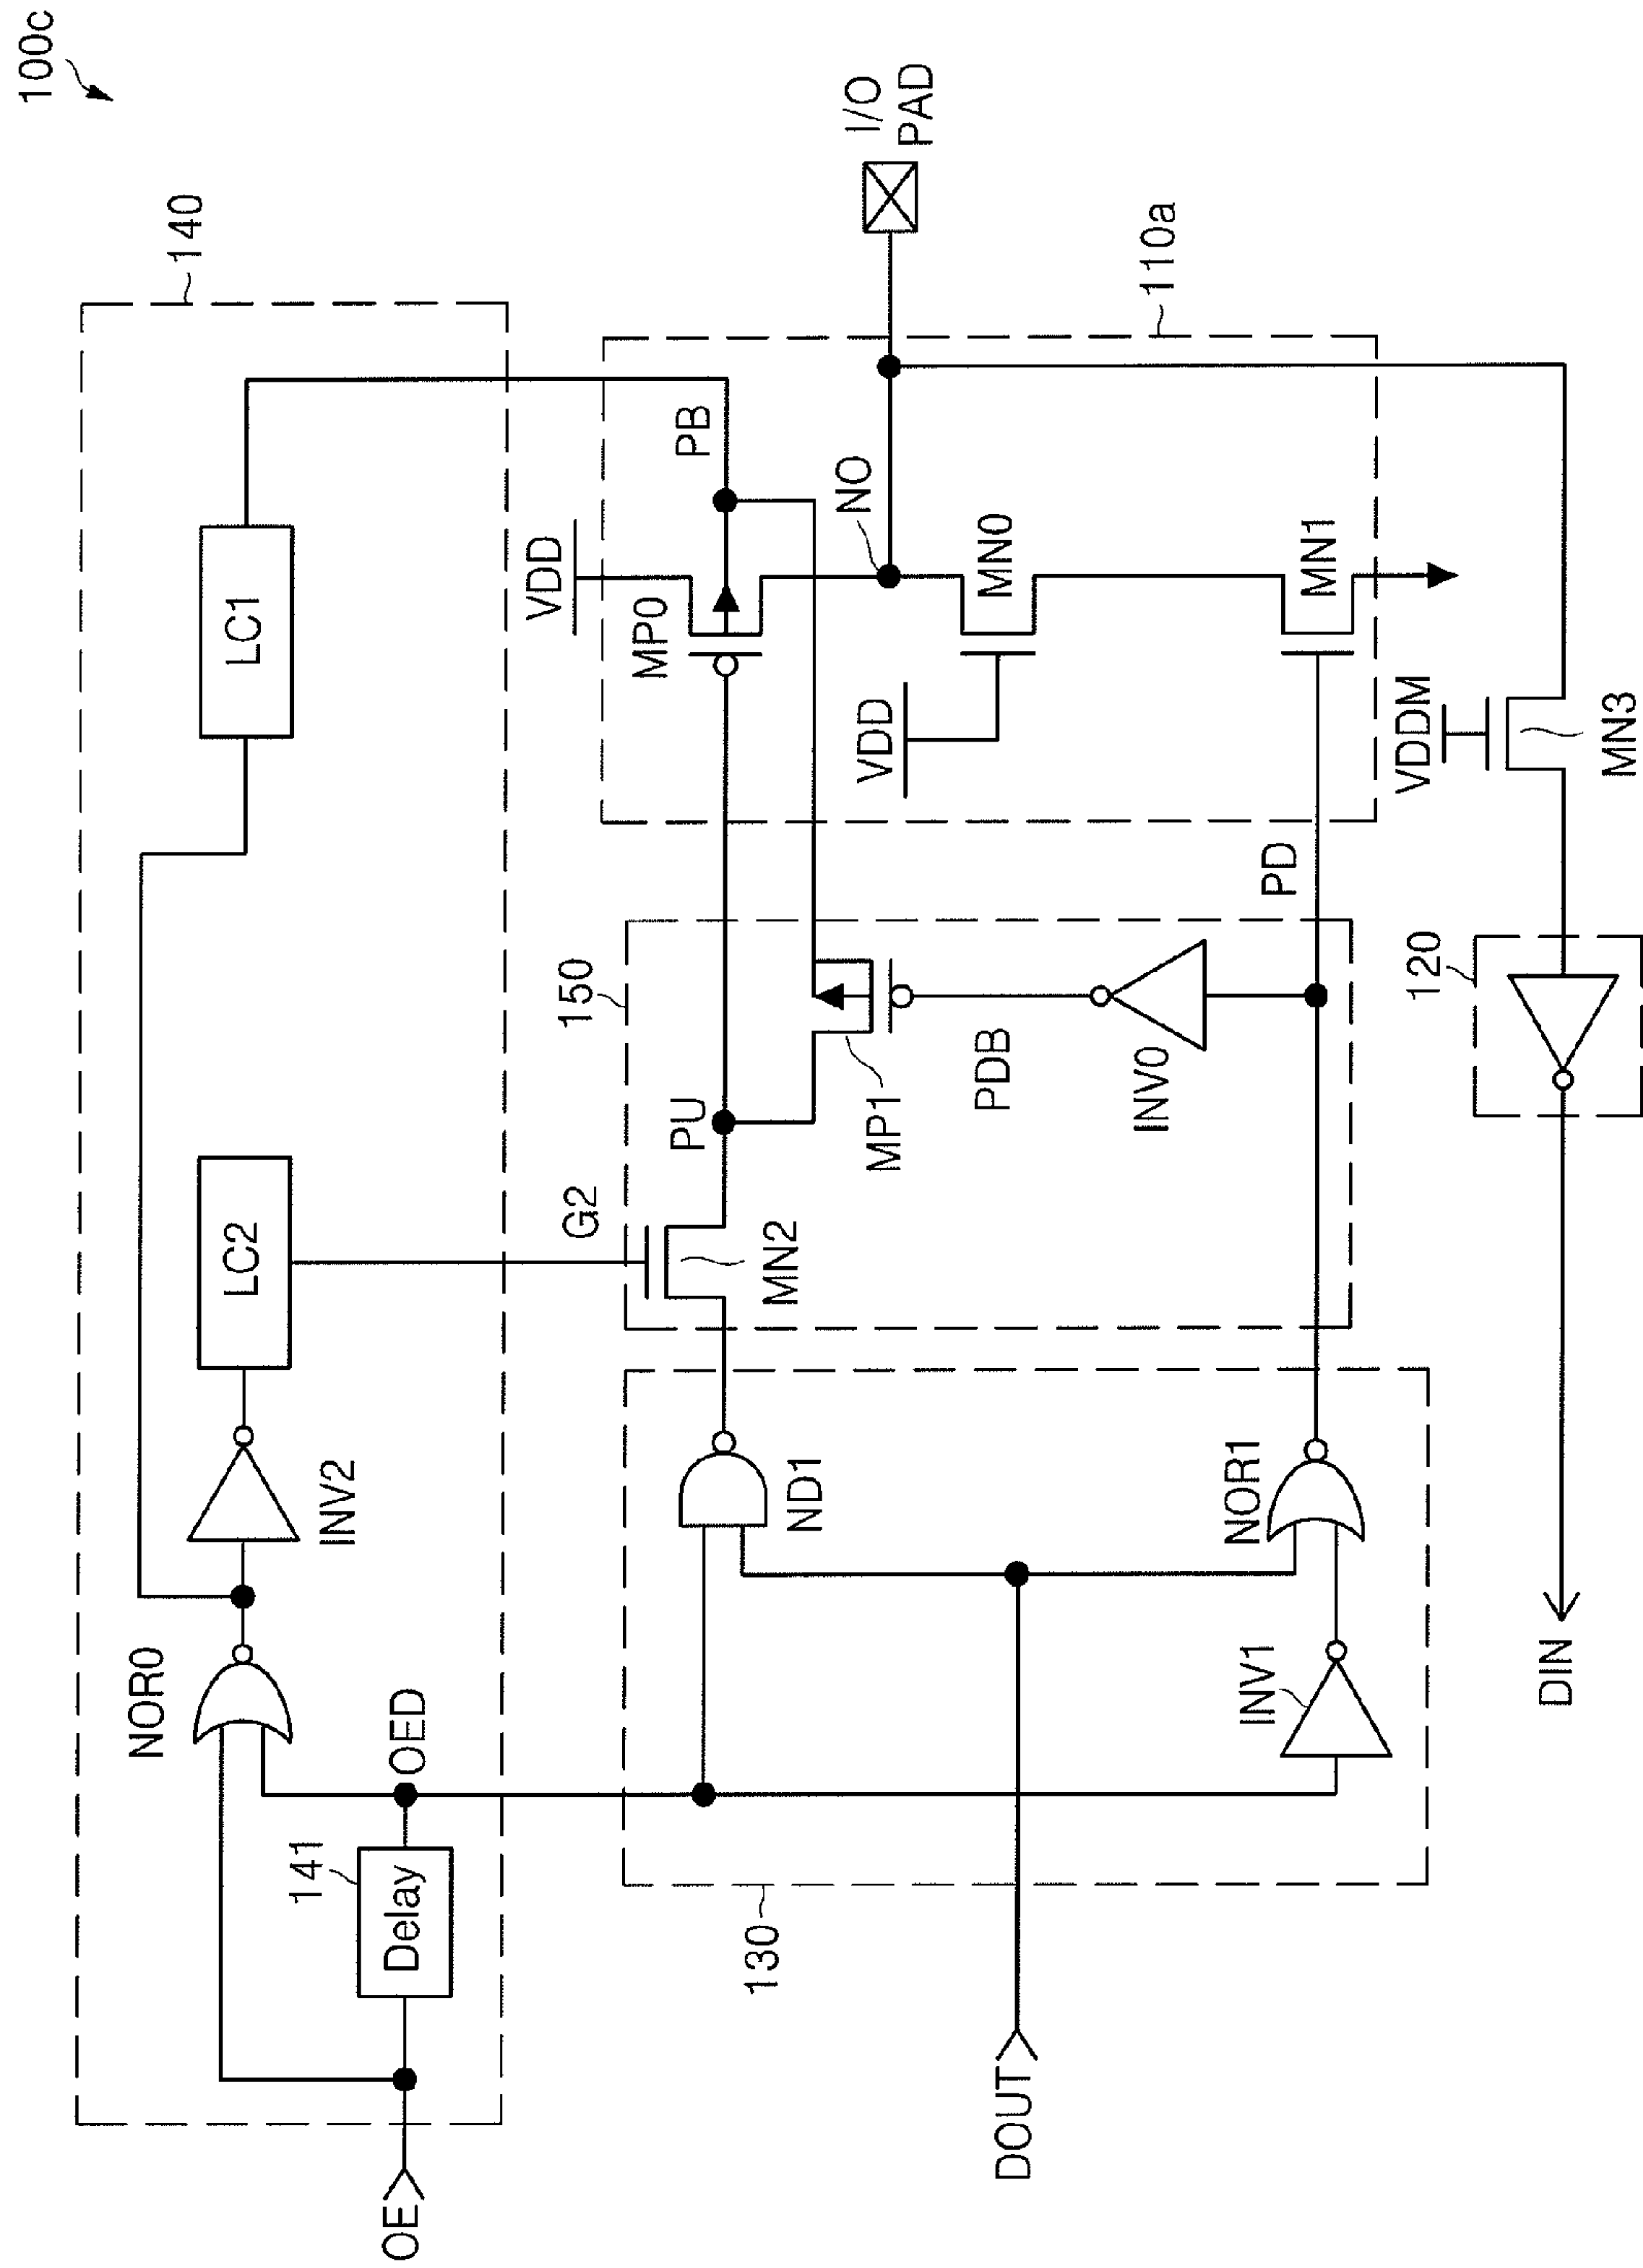 100c
140
LC1
LC2
INV2
NOR0
OED
141
Delay
OE
VDD
PB
I/O
PAD
MP0
NO
110a
VDD
MN0
MN1
G2
PU
150
MN2
MP1
PDB
INV0
PD
VDDM
MN3
120
ND1
NOR1
INV1
130
DOUT
DIN